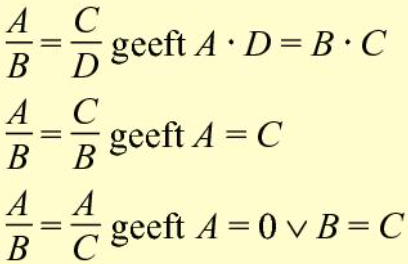 A/B = C/D geeft A · D = B · C
A/B = C/B geeft A = C
A/B = A/C geeft A = 0 ∨ B = C